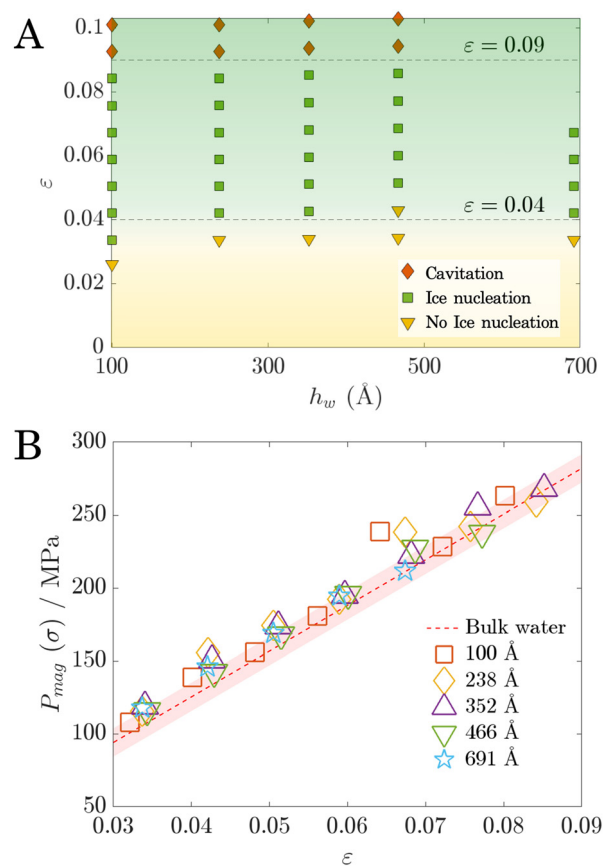 A
0.1
0.08
0.06
0.04
0.02
0
ε
ε = 0.09
ε = 0.04
Cavitation
Ice nucleation
No Ice nucleation
100 300 500 700
h_w (Å)
B
300
250
200
150
100
50
P_mag (σ) / MPa
Bulk water
100 Å
238 Å
352 Å
466 Å
691 Å
0.03 0.04 0.05 0.06 0.07 0.08 0.09
ε